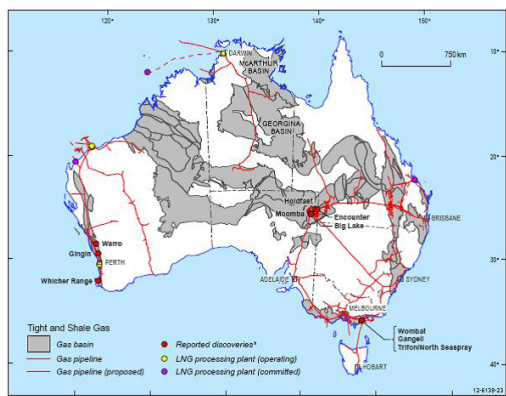 120°
130°
140°
150°
DARWIN
McARTHUR
BASIN
10°
0
750 km
GEORGINA
BASIN
20°
Holdfast
Moomba
Encounter
Big Lake
BRISBANE
Warro
Gingin
PERTH
Whicher Range
ADELAIDE
SYDNEY
30°
MELBOURNE
Wombat
Gangell
Trifon/North Seaspray
Tight and Shale Gas
Gas basin
Gas pipeline
Gas pipeline (proposed)
Reported discoveries
LNG processing plant (operating)
LNG processing plant (committed)
HOBART
40°
12-6139-23